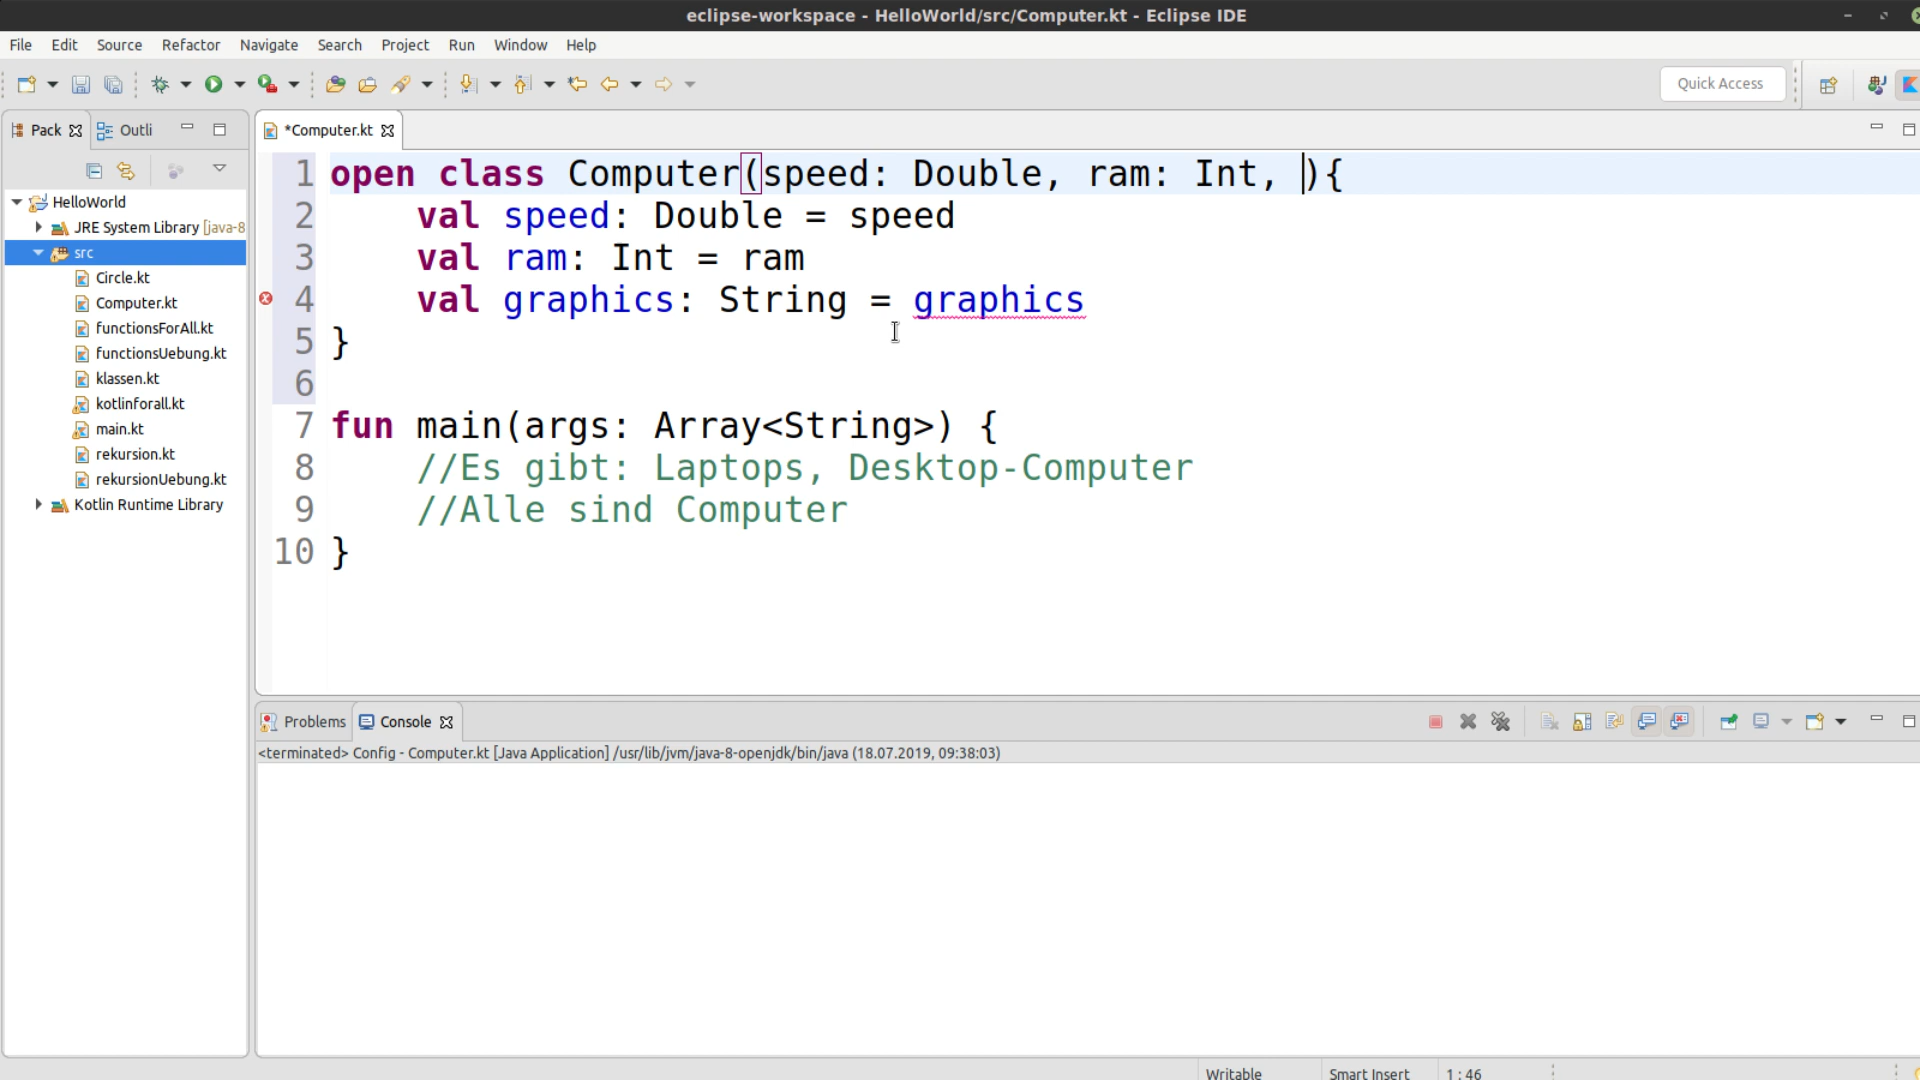 eclipse-workspace - HelloWorld/src/Computer.kt - Eclipse IDE
File Edit Source Refactor Navigate Search Project Run Window Help
Quick Access
Pack Outli
*Computer.kt
HelloWorld
JRE System Library [java-8
src
Circle.kt
Computer.kt
functionsForAll.kt
functionsUebung.kt
klassen.kt
kotlinforall.kt
main.kt
rekursion.kt
rekursionUebung.kt
Kotlin Runtime Library
1 open class Computer(speed: Double, ram: Int, ){
2 val speed: Double = speed
3 val ram: Int = ram
4 val graphics: String = graphics
5 }
6
7 fun main(args: Array<String>) {
8 //Es gibt: Laptops, Desktop-Computer
9 //Alle sind Computer
10 }
Problems Console
<terminated> Config - Computer.kt [Java Application] /usr/lib/jvm/java-8-openjdk/bin/java (18.07.2019, 09:38:03)
Writable Smart Insert 1 : 46